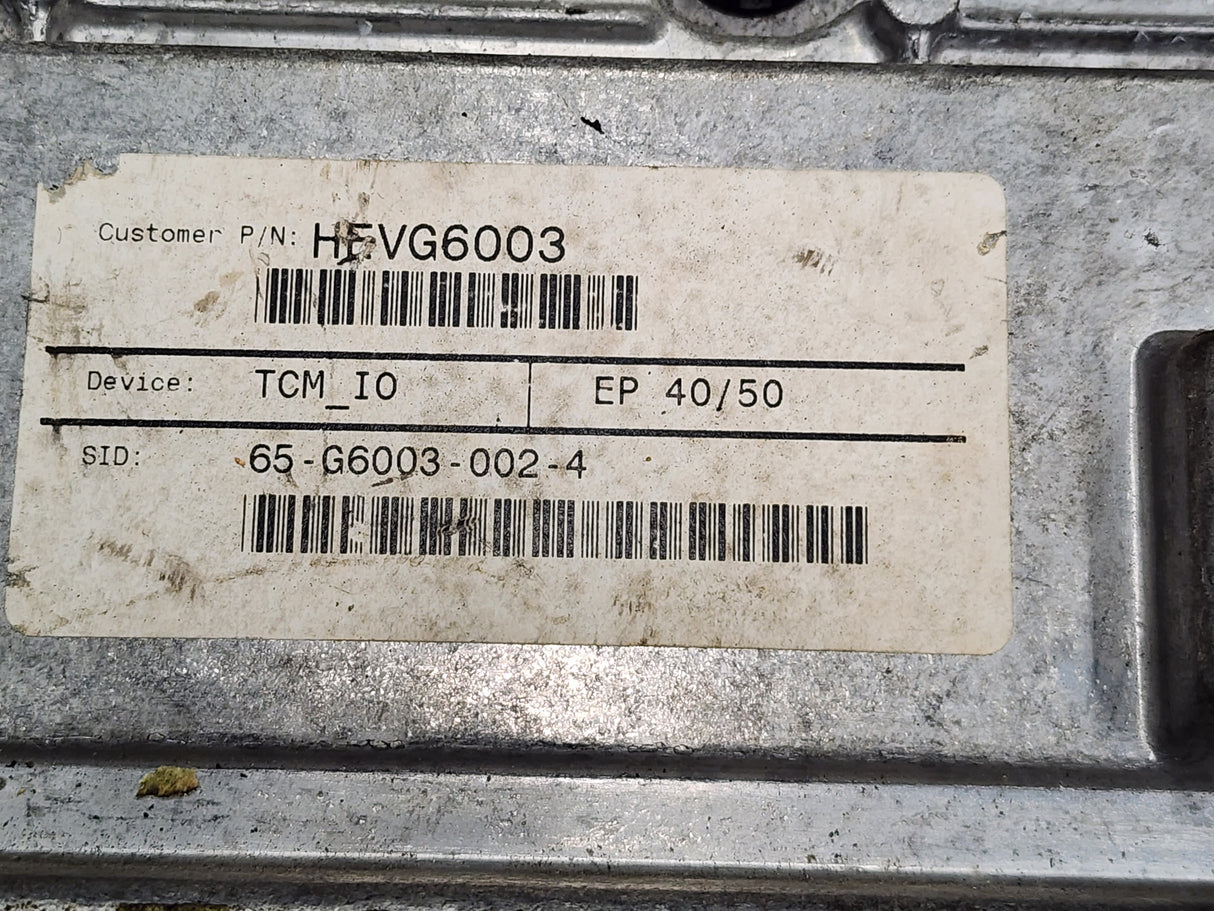 Customer P/N: HEVG6003
Device: TCM_IO EP 40/50
SID: 65-G6003-002-4